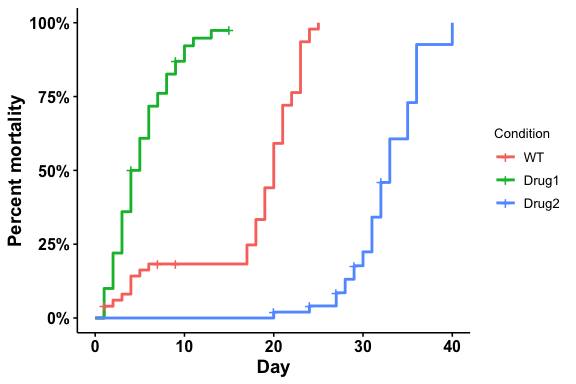 100%
75%
50%
25%
0%
Percent mortality
0 10 20 30 40
Day
Condition
WT
Drug1
Drug2